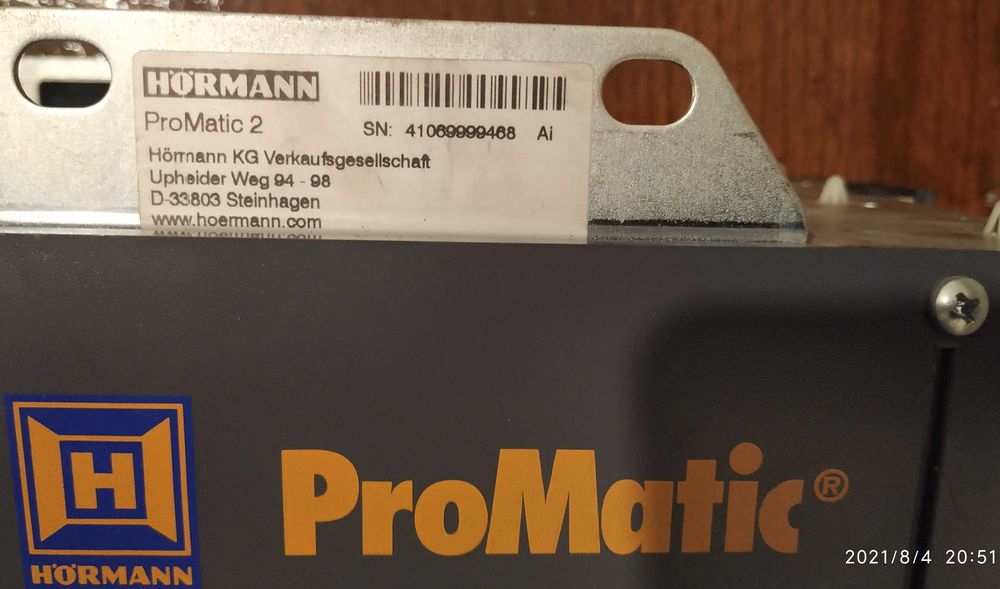 HÖRMANN
ProMatic 2
SN: 41069999468 Ai
Hörmann KG Verkaufsgesellschaft
Upheider Weg 94 - 98
D-33803 Steinhagen
www.hoermann.com
H
HÖRMANN
ProMatic®
2021/8/4 20:51